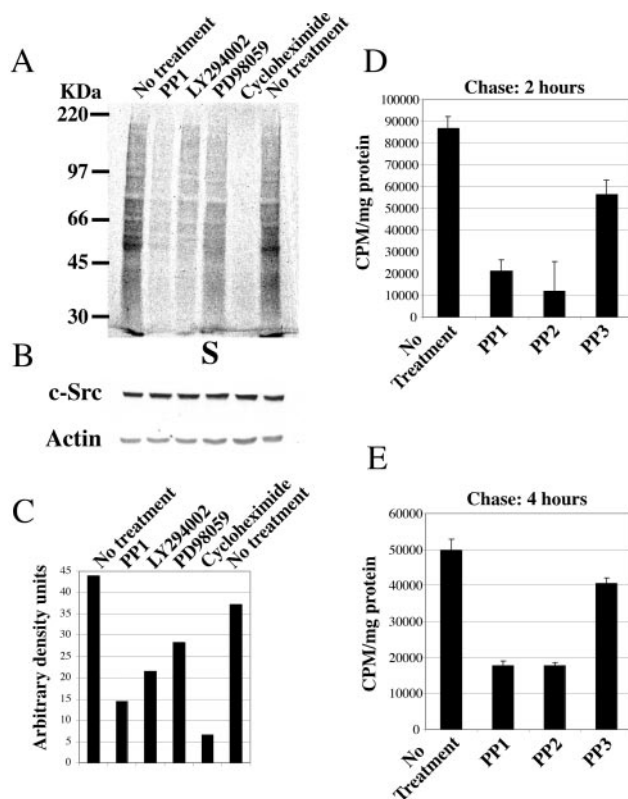 A
KDa
No treatment
PP1
LY294002
PD98059
Cycloheximide
No treatment
220
97
66
45
30
S
B
c-Src
Actin
C
No treatment
PP1
LY294002
PD98059
Cycloheximide
No treatment
Arbitrary density units
45
40
35
30
25
20
15
10
5
0
D
Chase: 2 hours
CPM/mg protein
100000
90000
80000
70000
60000
50000
40000
30000
20000
10000
0
No
Treatment
PP1
PP2
PP3
E
Chase: 4 hours
CPM/mg protein
60000
50000
40000
30000
20000
10000
0
No
Treatment
PP1
PP2
PP3